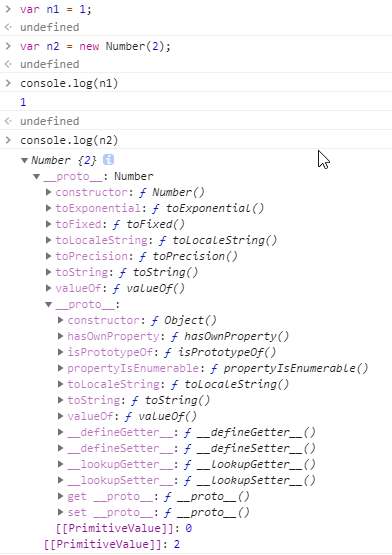 > var n1 = 1;
< undefined
> var n2 = new Number(2);
< undefined
> console.log(n1)
1
< undefined
> console.log(n2)
▼ Number {2} i
▼ __proto__: Number
▶ constructor: ƒ Number()
▶ toExponential: ƒ toExponential()
▶ toFixed: ƒ toFixed()
▶ toLocaleString: ƒ toLocaleString()
▶ toPrecision: ƒ toPrecision()
▶ toString: ƒ toString()
▶ valueOf: ƒ valueOf()
▼ __proto__:
▶ constructor: ƒ Object()
▶ hasOwnProperty: ƒ hasOwnProperty()
▶ isPrototypeOf: ƒ isPrototypeOf()
▶ propertyIsEnumerable: ƒ propertyIsEnumerable()
▶ toLocaleString: ƒ toLocaleString()
▶ toString: ƒ toString()
▶ valueOf: ƒ valueOf()
▶ __defineGetter__: ƒ __defineGetter__()
▶ __defineSetter__: ƒ __defineSetter__()
▶ __lookupGetter__: ƒ __lookupGetter__()
▶ __lookupSetter__: ƒ __lookupSetter__()
▶ get __proto__: ƒ __proto__()
▶ set __proto__: ƒ __proto__()
[[PrimitiveValue]]: 0
[[PrimitiveValue]]: 2